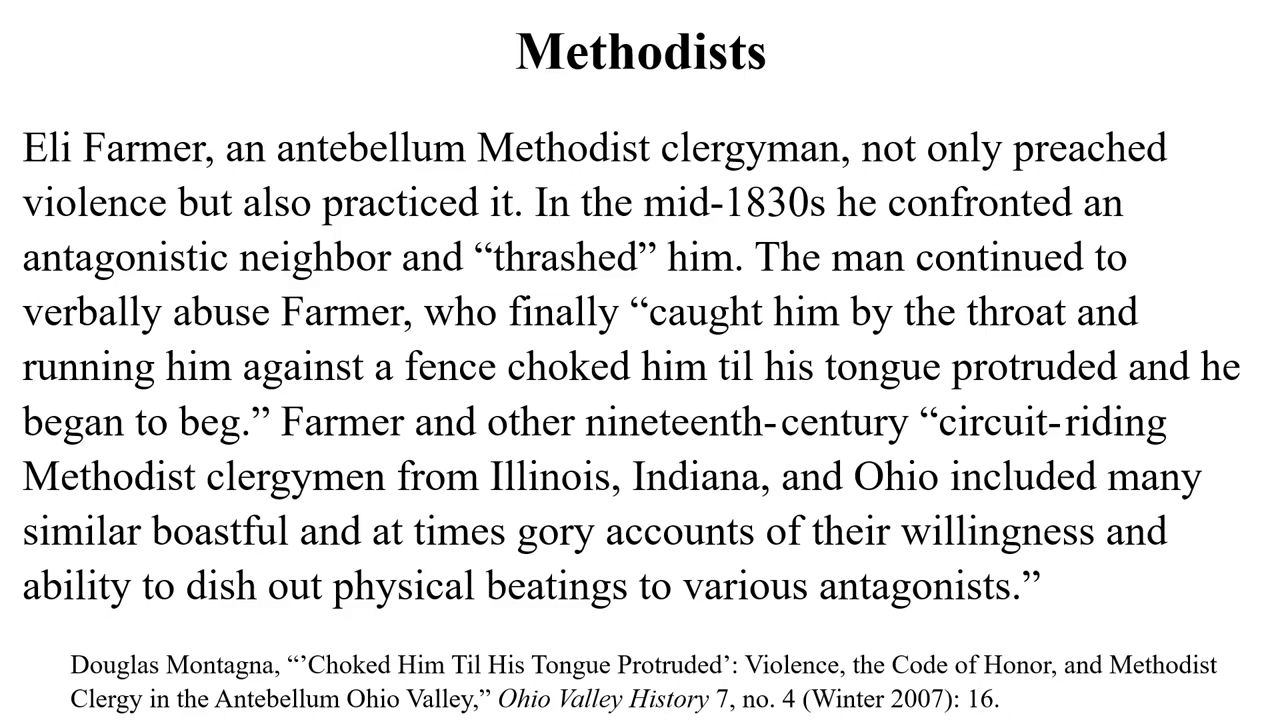 Methodists
Eli Farmer, an antebellum Methodist clergyman, not only preached
violence but also practiced it. In the mid-1830s he confronted an
antagonistic neighbor and “thrashed” him. The man continued to
verbally abuse Farmer, who finally “caught him by the throat and
running him against a fence choked him til his tongue protruded and he
began to beg.” Farmer and other nineteenth-century “circuit-riding
Methodist clergymen from Illinois, Indiana, and Ohio included many
similar boastful and at times gory accounts of their willingness and
ability to dish out physical beatings to various antagonists.”
Douglas Montagna, “’Choked Him Til His Tongue Protruded’: Violence, the Code of Honor, and Methodist
Clergy in the Antebellum Ohio Valley,” Ohio Valley History 7, no. 4 (Winter 2007): 16.